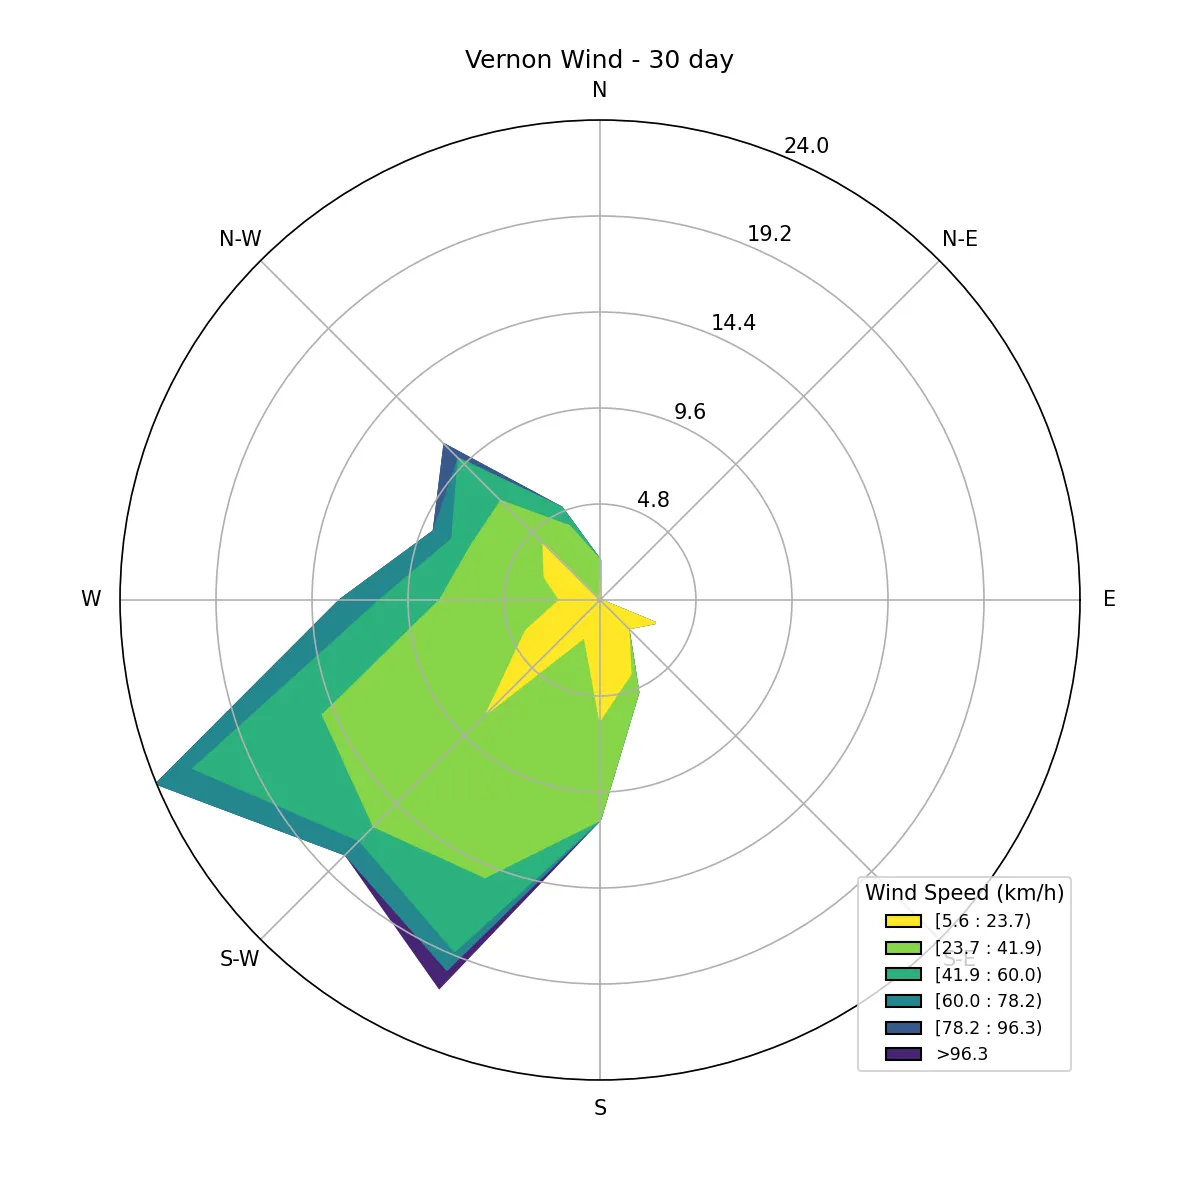 Vernon Wind - 30 day
N
24.0
19.2
N-W
N-E
14.4
9.6
4.8
W
E
Wind Speed (km/h)
[5.6 : 23.7)
[23.7 : 41.9)
S-W
S-E
[41.9 : 60.0)
[60.0 : 78.2)
[78.2 : 96.3)
>96.3
S